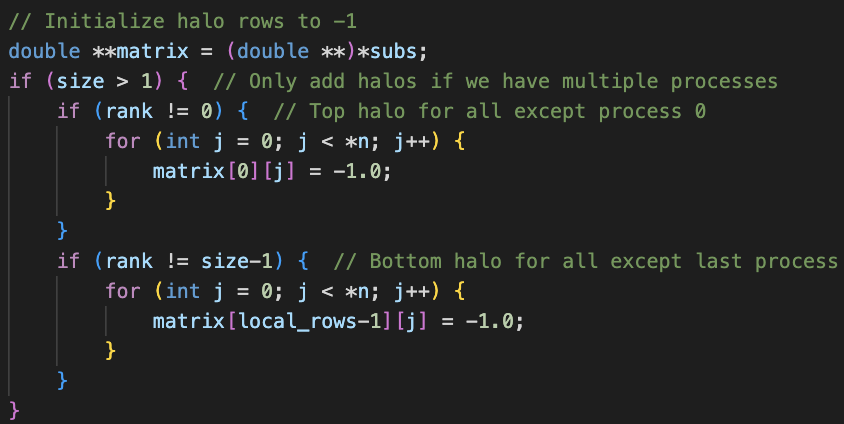 // Initialize halo rows to -1
double **matrix = (double **)*subs;
if (size > 1) {  // Only add halos if we have multiple processes
    if (rank != 0) {  // Top halo for all except process 0
        for (int j = 0; j < *n; j++) {
            matrix[0][j] = -1.0;
        }
    }
    if (rank != size-1) {  // Bottom halo for all except last process
        for (int j = 0; j < *n; j++) {
            matrix[local_rows-1][j] = -1.0;
        }
    }
}